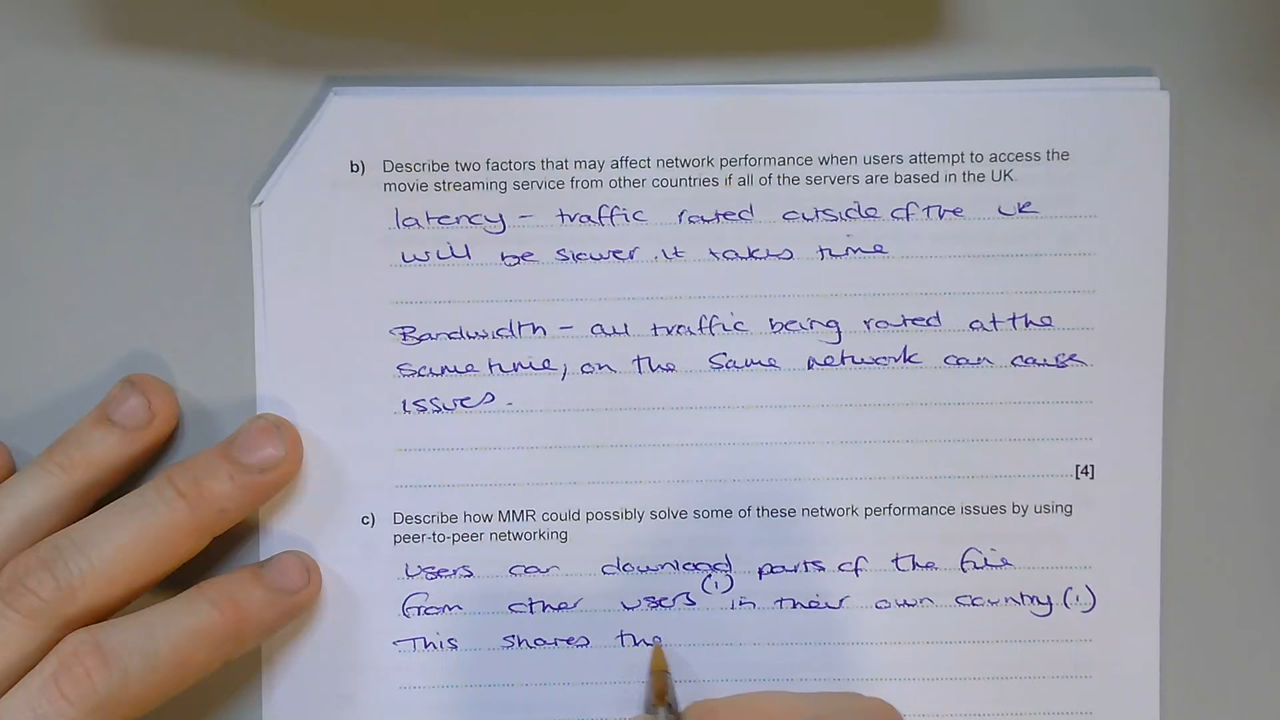 b) Describe two factors that may affect network performance when users attempt to access the
movie streaming service from other countries if all of the servers are based in the UK.
latency - traffic routed outside of the UK
will be slower. it takes time
Bandwidth - all traffic being routed at the
same time, on the same network can cause
issues.
[4]
c) Describe how MMR could possibly solve some of these network performance issues by using
peer-to-peer networking
Users can download parts of the file
from other users (1) in their own country. (1)
This shares the